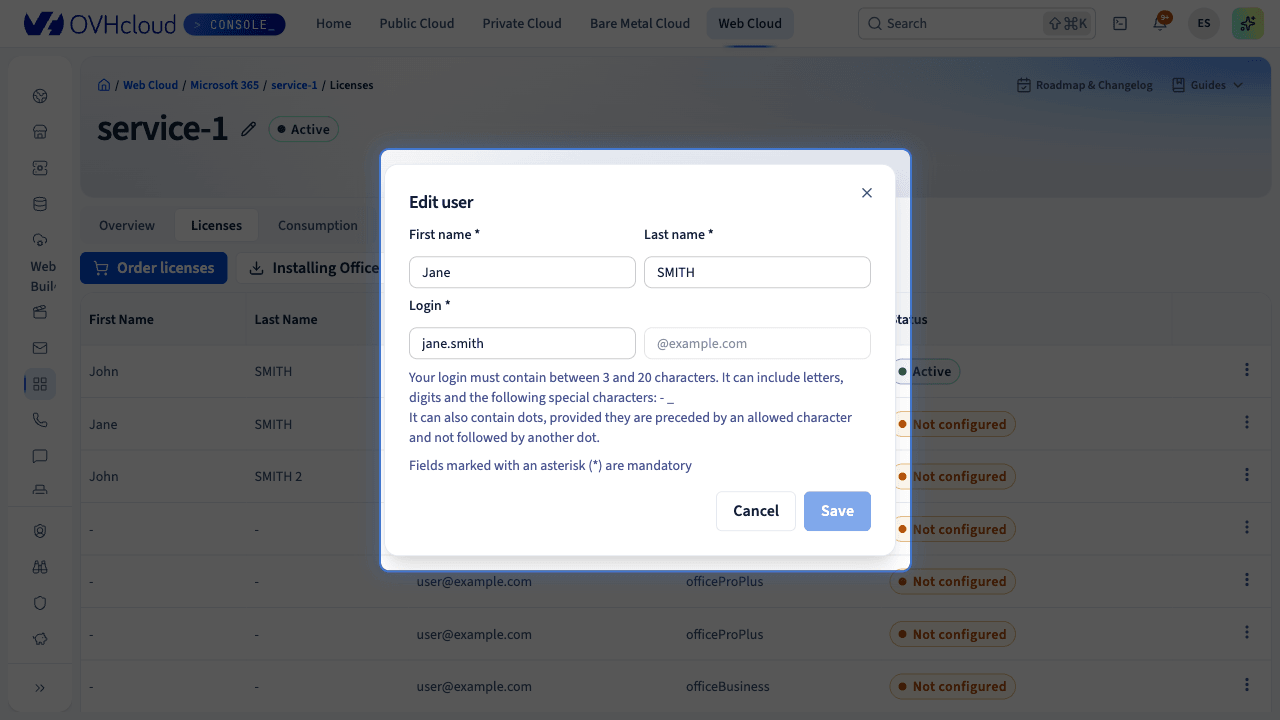 OVHcloud > CONSOLE_ Home Public Cloud Private Cloud Bare Metal Cloud Web Cloud Search ⇧⌘K 9+ ES
/ Web Cloud / Microsoft 365 / service-1 / Licenses Roadmap & Changelog Guides
service-1 Active
Overview Licenses Consumption
Order licenses Installing Office
Web
Buil
First Name Last Name Status
John SMITH Active
Jane SMITH Not configured
John SMITH 2 Not configured
- - Not configured
- - user@example.com officeProPlus Not configured
- - user@example.com officeProPlus Not configured
- - user@example.com officeBusiness Not configured
Edit user
First name * Last name *
Jane SMITH
Login *
jane.smith @example.com
Your login must contain between 3 and 20 characters. It can include letters,
digits and the following special characters: - _
It can also contain dots, provided they are preceded by an allowed character
and not followed by another dot.
Fields marked with an asterisk (*) are mandatory
Cancel Save